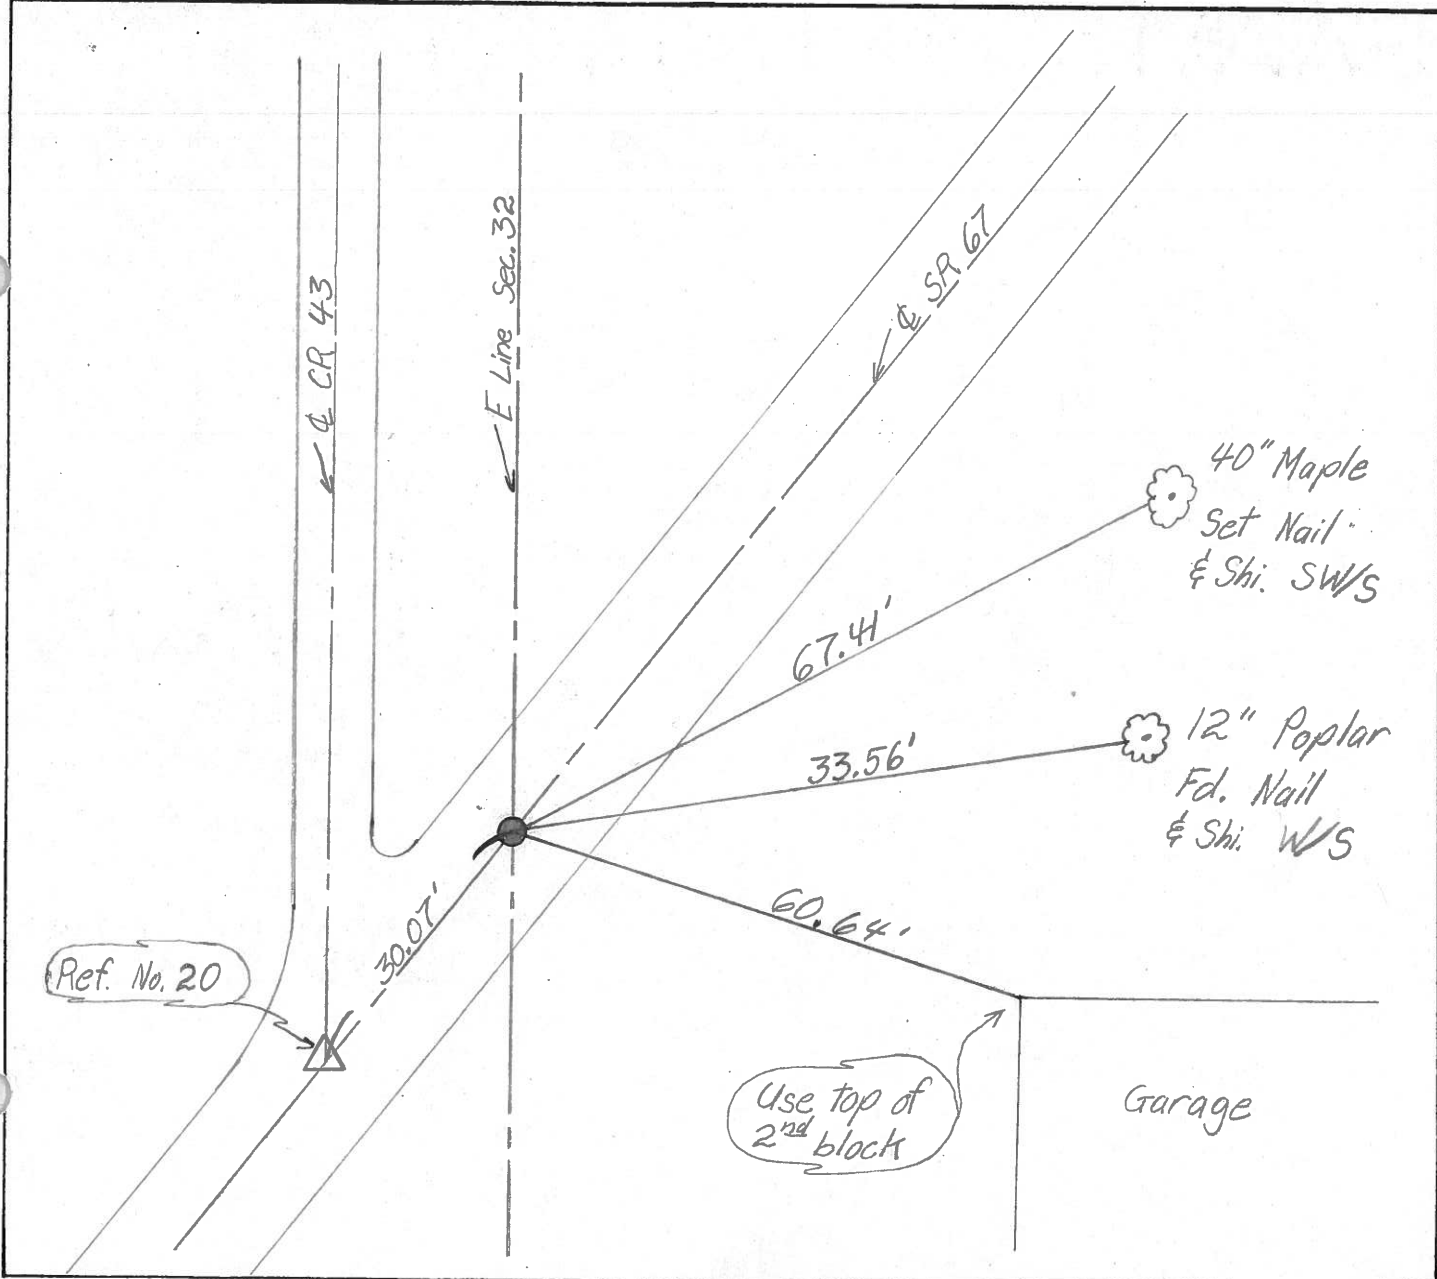 ℄ CR 43
E Line Sec. 32
℄ SR 67
40" Maple
Set Nail
& Shi. SW/S
67.41'
12" Poplar
Fd. Nail
& Shi. W/S
33.56'
60.64'
30.07'
Ref. No. 20
Use top of
2nd block
Garage